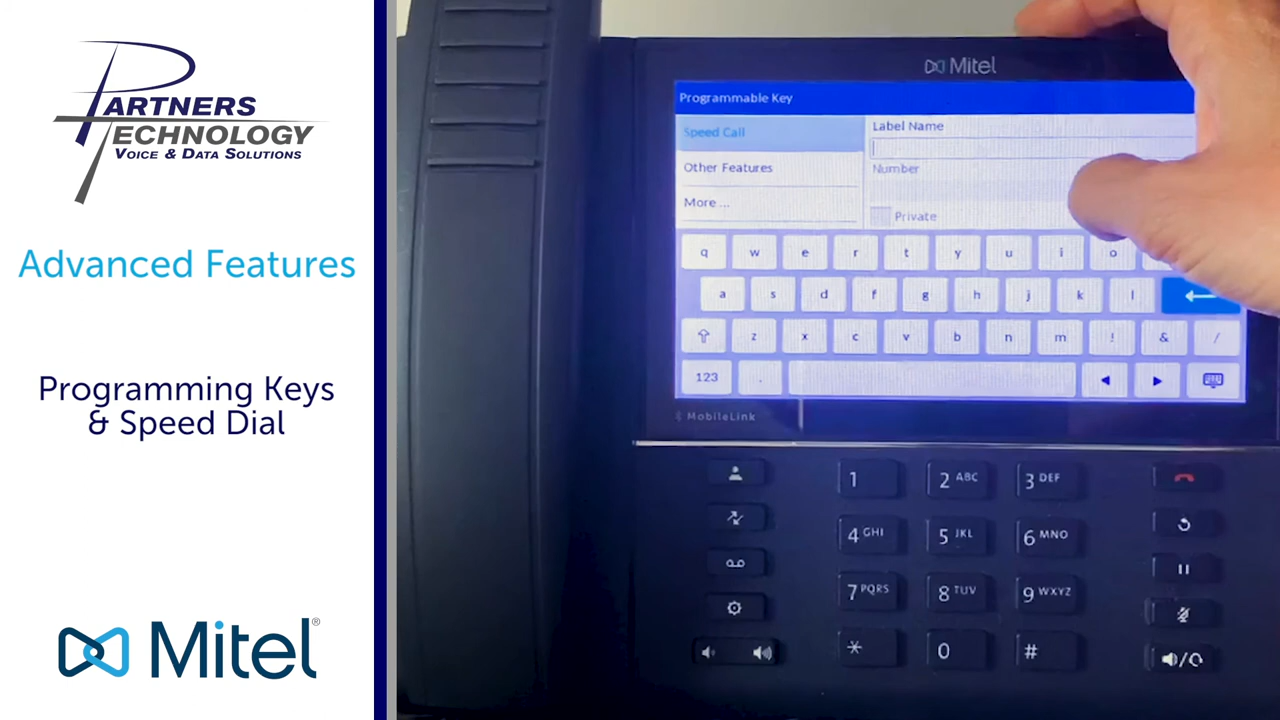 PARTNERS
TECHNOLOGY
VOICE & DATA SOLUTIONS
Advanced Features
Programming Keys
& Speed Dial
Mitel®
Mitel
Programmable Key
Speed Call
Label Name
Other Features
Number
More ...
Private
q w e r t y u i o
a s d f g h j k l
z x c v b n m ! & /
123 .
MobileLink
1 2 ABC 3 DEF
4 GHI 5 JKL 6 MNO
7 PQRS 8 TUV 9 WXYZ
* 0 #